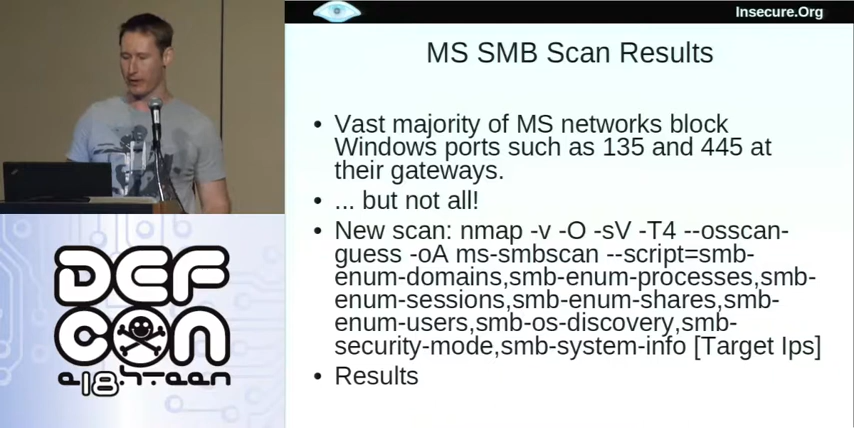 Insecure.Org
MS SMB Scan Results
• Vast majority of MS networks block
Windows ports such as 135 and 445 at
their gateways.
• ... but not all!
• New scan: nmap -v -O -sV -T4 --osscan-
guess -oA ms-smbscan --script=smb-
enum-domains,smb-enum-processes,smb-
enum-sessions,smb-enum-shares,smb-
enum-users,smb-os-discovery,smb-
security-mode,smb-system-info [Target Ips]
• Results
DEF
CON
e18hteen